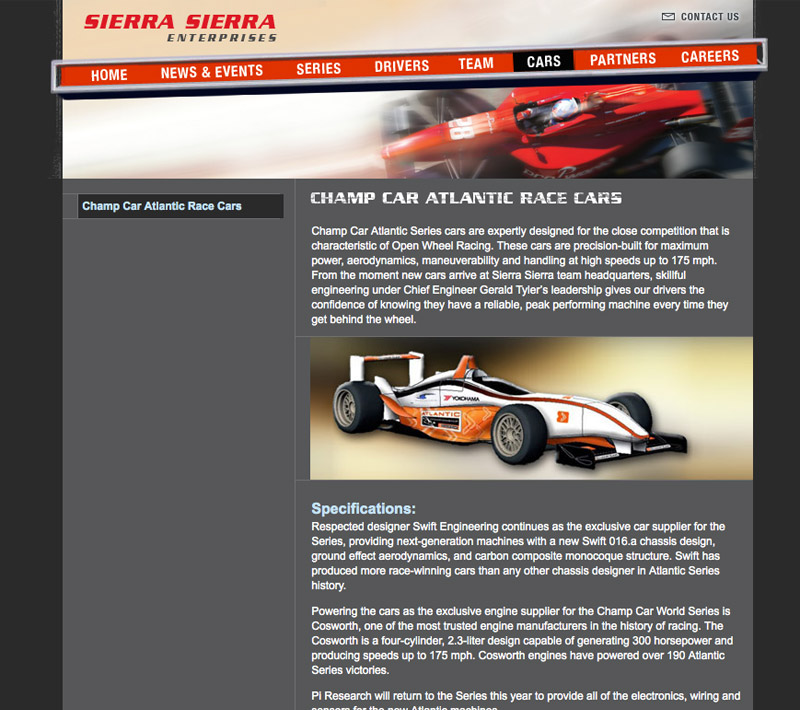 SIERRA SIERRA
ENTERPRISES
CONTACT US
HOME NEWS & EVENTS SERIES DRIVERS TEAM CARS PARTNERS CAREERS
28
Champ Car Atlantic Race Cars
CHAMP CAR ATLANTIC RACE CARS
Champ Car Atlantic Series cars are expertly designed for the close competition that is
characteristic of Open Wheel Racing. These cars are precision-built for maximum
power, aerodynamics, maneuverability and handling at high speeds up to 175 mph.
From the moment new cars arrive at Sierra Sierra team headquarters, skillful
engineering under Chief Engineer Gerald Tyler's leadership gives our drivers the
confidence of knowing they have a reliable, peak performing machine every time they
get behind the wheel.
YOKOHAMA
ATLANTIC
Specifications:
Respected designer Swift Engineering continues as the exclusive car supplier for the
Series, providing next-generation machines with a new Swift 016.a chassis design,
ground effect aerodynamics, and carbon composite monocoque structure. Swift has
produced more race-winning cars than any other chassis designer in Atlantic Series
history.
Powering the cars as the exclusive engine supplier for the Champ Car World Series is
Cosworth, one of the most trusted engine manufacturers in the history of racing. The
Cosworth is a four-cylinder, 2.3-liter design capable of generating 300 horsepower and
producing speeds up to 175 mph. Cosworth engines have powered over 190 Atlantic
Series victories.
PI Research will return to the Series this year to provide all of the electronics, wiring and
sensors for the new Atlantic machines.